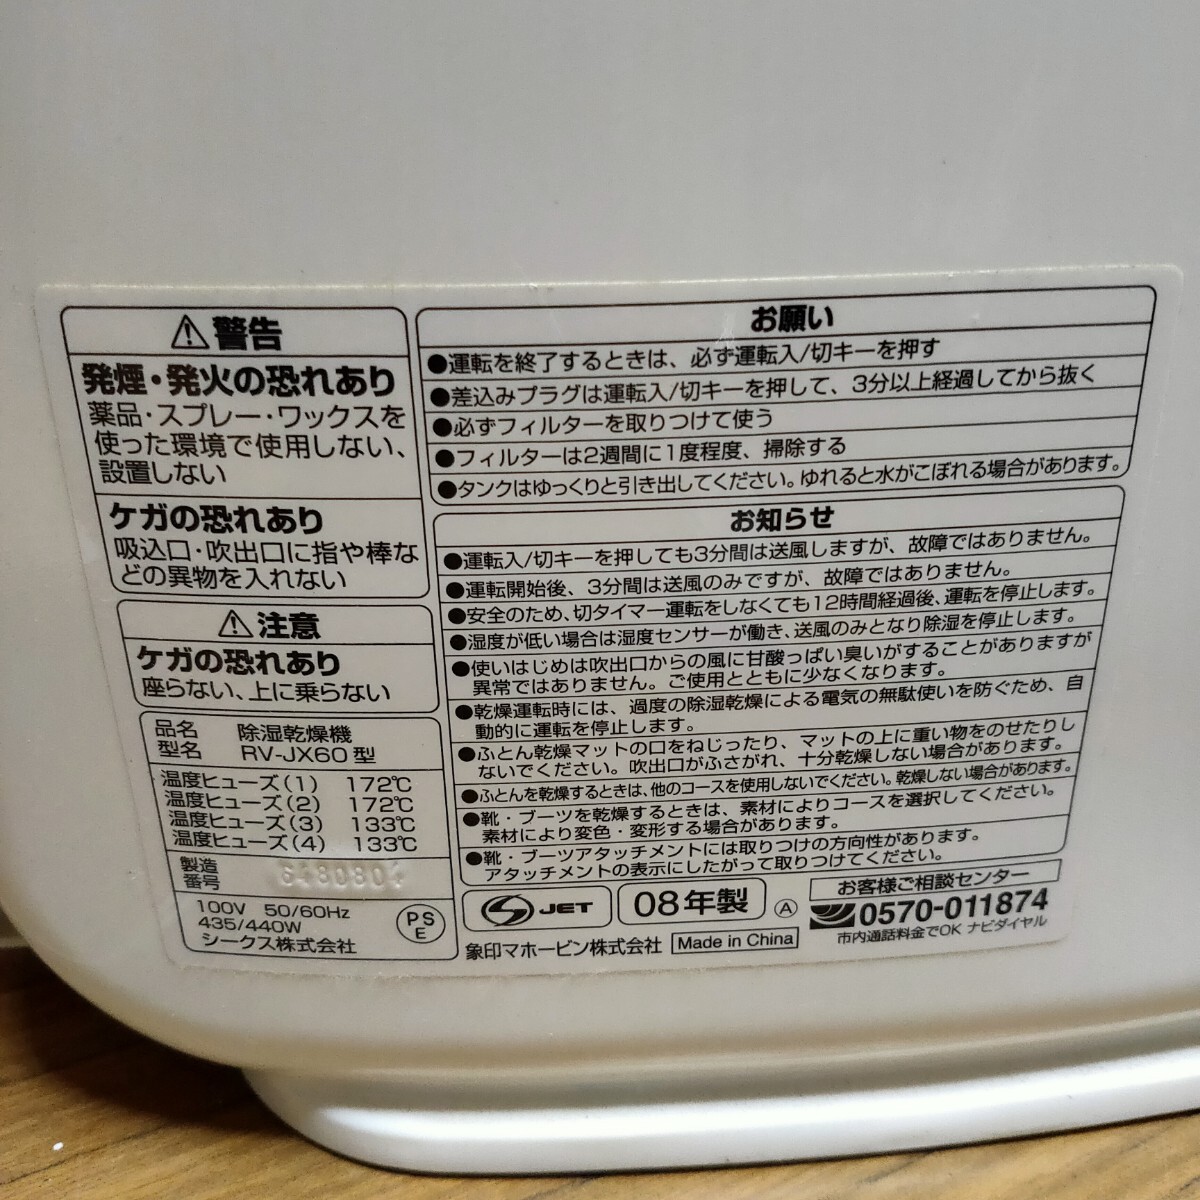 ⚠警告
発煙・発火の恐れあり
薬品・スプレー・ワックスを
使った環境で使用しない、
設置しない
ケガの恐れあり
吸込口・吹出口に指や棒な
どの異物を入れない
⚠注意
ケガの恐れあり
座らない、上に乗らない
品名 除湿乾燥機
型名 RV-JX60型
温度ヒューズ(1) 172℃
温度ヒューズ(2) 172℃
温度ヒューズ(3) 133℃
温度ヒューズ(4) 133℃
製造
番号
6480804
100V 50/60Hz
435/440W
シークス株式会社
PS
E
お願い
●運転を終了するときは、必ず運転入/切キーを押す
●差込みプラグは運転入/切キーを押して、3分以上経過してから抜く
●必ずフィルターを取りつけて使う
●フィルターは2週間に1度程度、掃除する
●タンクはゆっくりと引き出してください。ゆれると水がこぼれる場合があります。
お知らせ
●運転入/切キーを押しても3分間は送風しますが、故障ではありません。
●運転開始後、3分間は送風のみですが、故障ではありません。
●安全のため、切タイマー運転をしなくても12時間経過後、運転を停止します。
●湿度が低い場合は湿度センサーが働き、送風のみとなり除湿を停止します。
●使いはじめは吹出口からの風に甘酸っぱい臭いがすることがありますが
異常ではありません。ご使用とともに少なくなります。
●乾燥運転時には、過度の除湿乾燥による電気の無駄使いを防ぐため、自
動的に運転を停止します。
●ふとん乾燥マットの口をねじったり、マットの上に重い物をのせたりし
ないでください。吹出口がふさがれ、十分乾燥しない場合があります。
●ふとんを乾燥するときは、他のコースを使用しないでください。乾燥しない場合があります。
●靴・ブーツを乾燥するときは、素材によりコースを選択してください。
素材により変色・変形する場合があります。
●靴・ブーツアタッチメントには取りつけの方向性があります。
アタッチメントの表示にしたがって取りつけてください。
JET
08年製
A
お客様ご相談センター
0570-011874
市内通話料金でOK ナビダイヤル
象印マホービン株式会社 Made in China